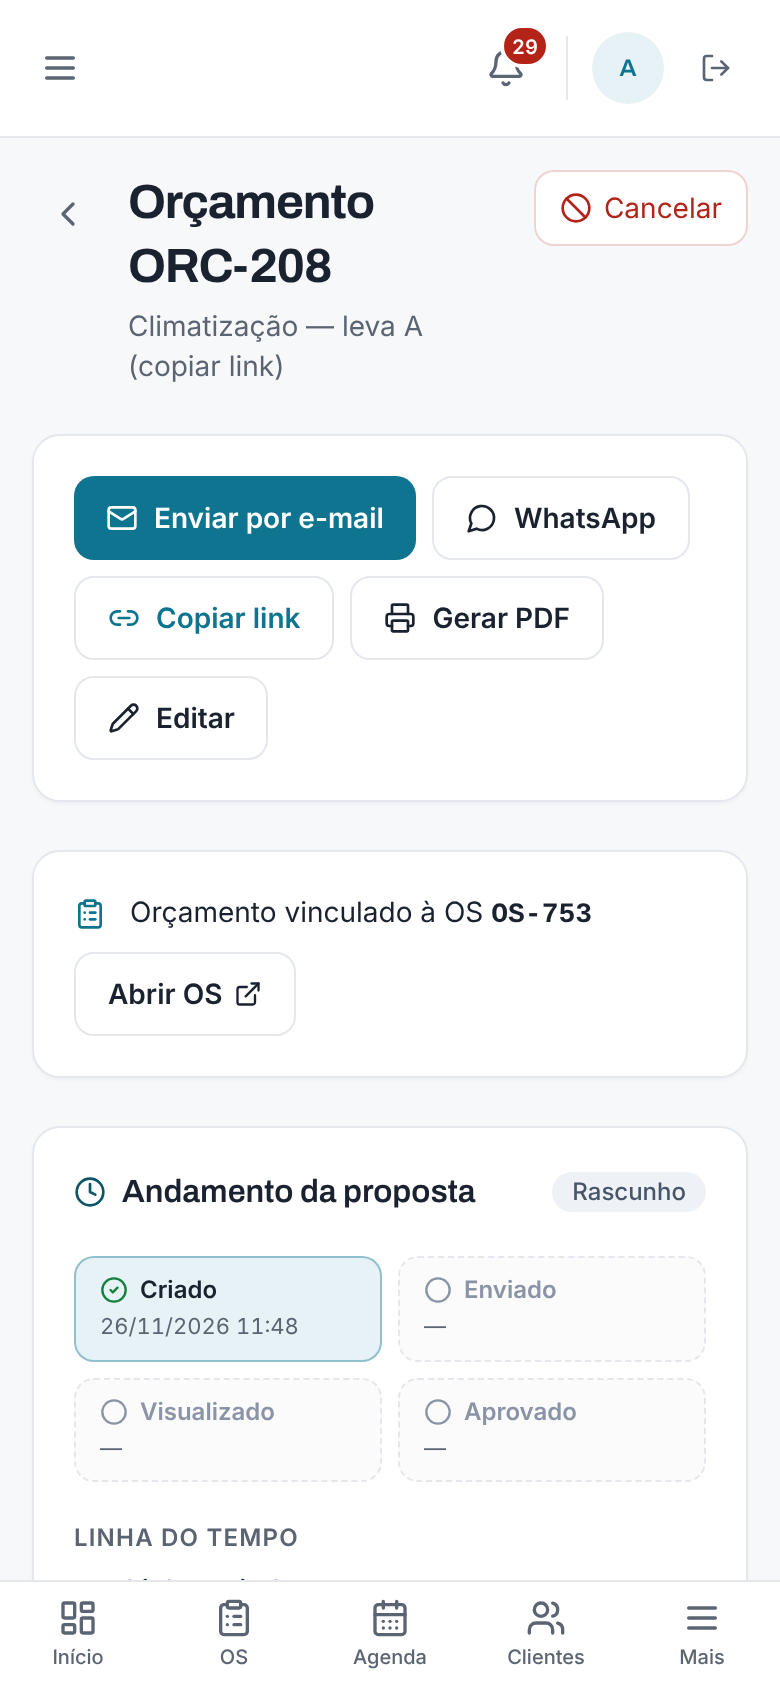 29
A
Orçamento
ORC-208
Cancelar
Climatização — leva A
(copiar link)
Enviar por e-mail
WhatsApp
Copiar link
Gerar PDF
Editar
Orçamento vinculado à OS OS-753
Abrir OS
Andamento da proposta
Rascunho
Criado
26/11/2026 11:48
Enviado
—
Visualizado
—
Aprovado
—
LINHA DO TEMPO
Início
OS
Agenda
Clientes
Mais